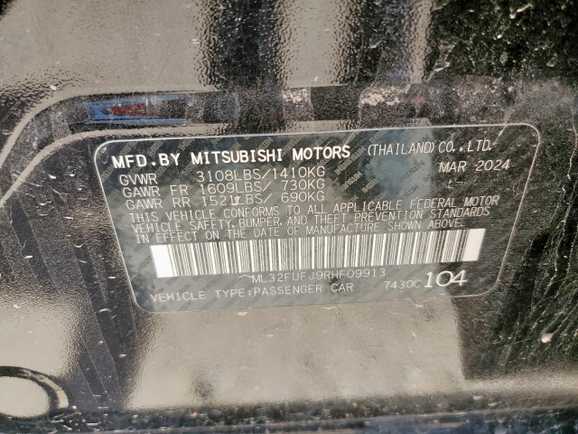 MFD.BY MITSUBISHI MOTORS (THAILAND) CO.,LTD.
GVWR 3108LBS/1410KG MAR 2024
GAWR FR 1609LBS/ 730KG
GAWR RR 1521LBS/ 690KG
THIS VEHICLE CONFORMS TO ALL APPLICABLE FEDERAL MOTOR
VEHICLE SAFETY, BUMPER, AND THEFT PREVENTION STANDARDS
IN EFFECT ON THE DATE OF MANUFACTURE SHOWN ABOVE.
ML32FUFJ9RHF09913
VEHICLE TYPE:PASSENGER CAR 7430C 104